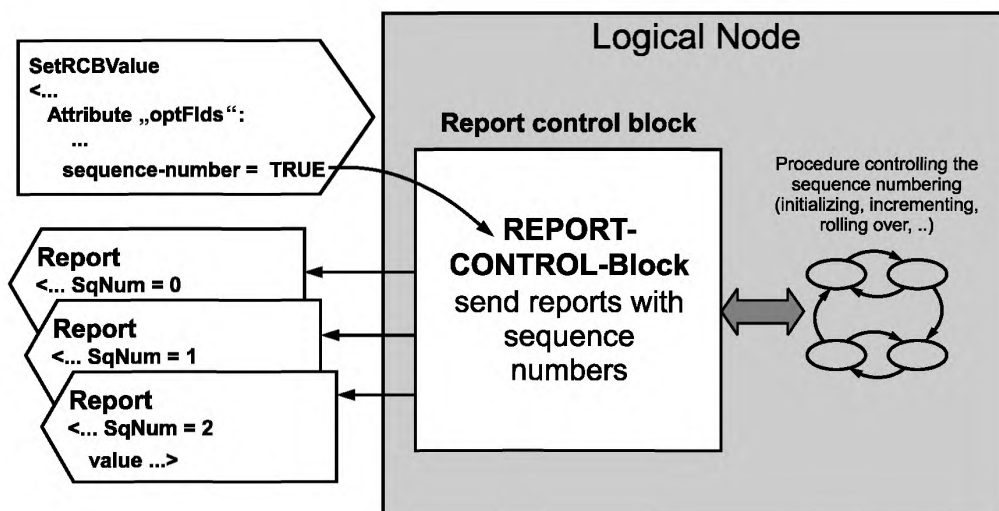 Logical Node
SetRCBValue
<...
Attribute „optFlds“:
...
sequence-number = TRUE
Report control block
REPORT-
CONTROL-Block
send reports with
sequence
numbers
Procedure controlling the
sequence numbering
(initializing, incrementing,
rolling over, ..)
Report
<... SqNum = 0
Report
<... SqNum = 1
Report
<... SqNum = 2
value ...>